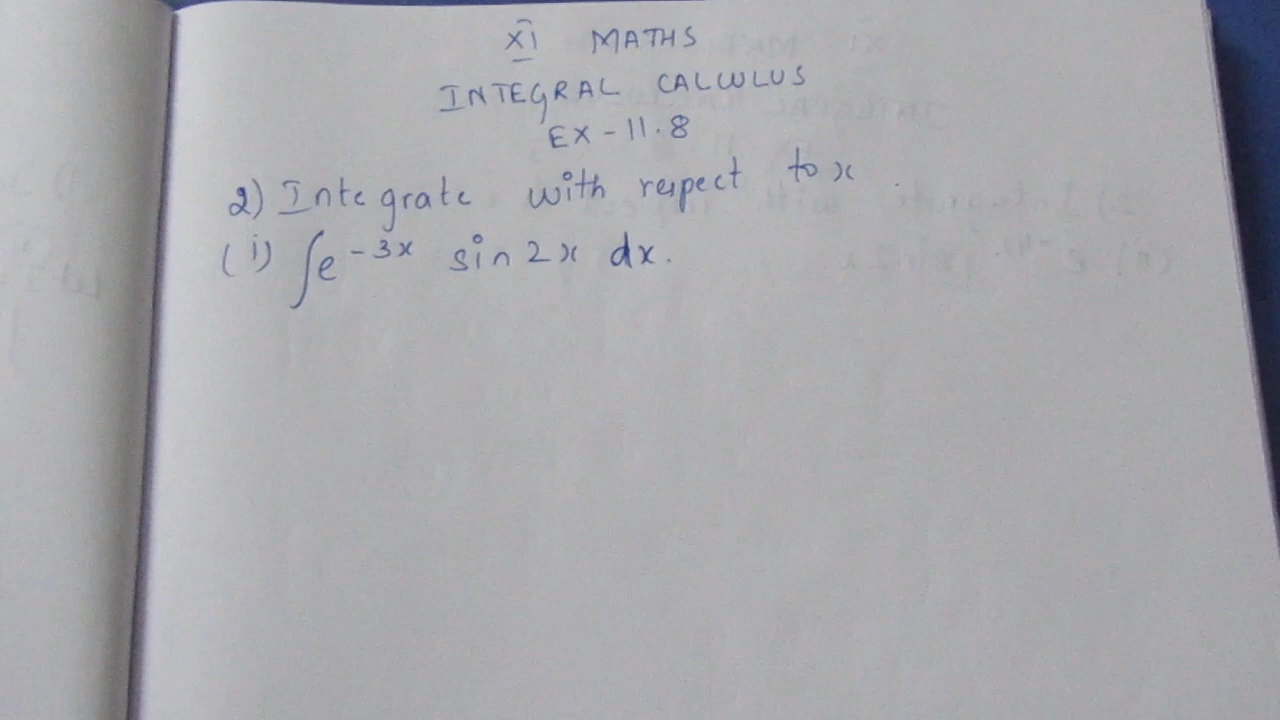 XI MATHS
INTEGRAL CALCULUS
EX - 11.8
2) Integrate with respect to x.
(i) ∫e^-3x sin 2x dx.